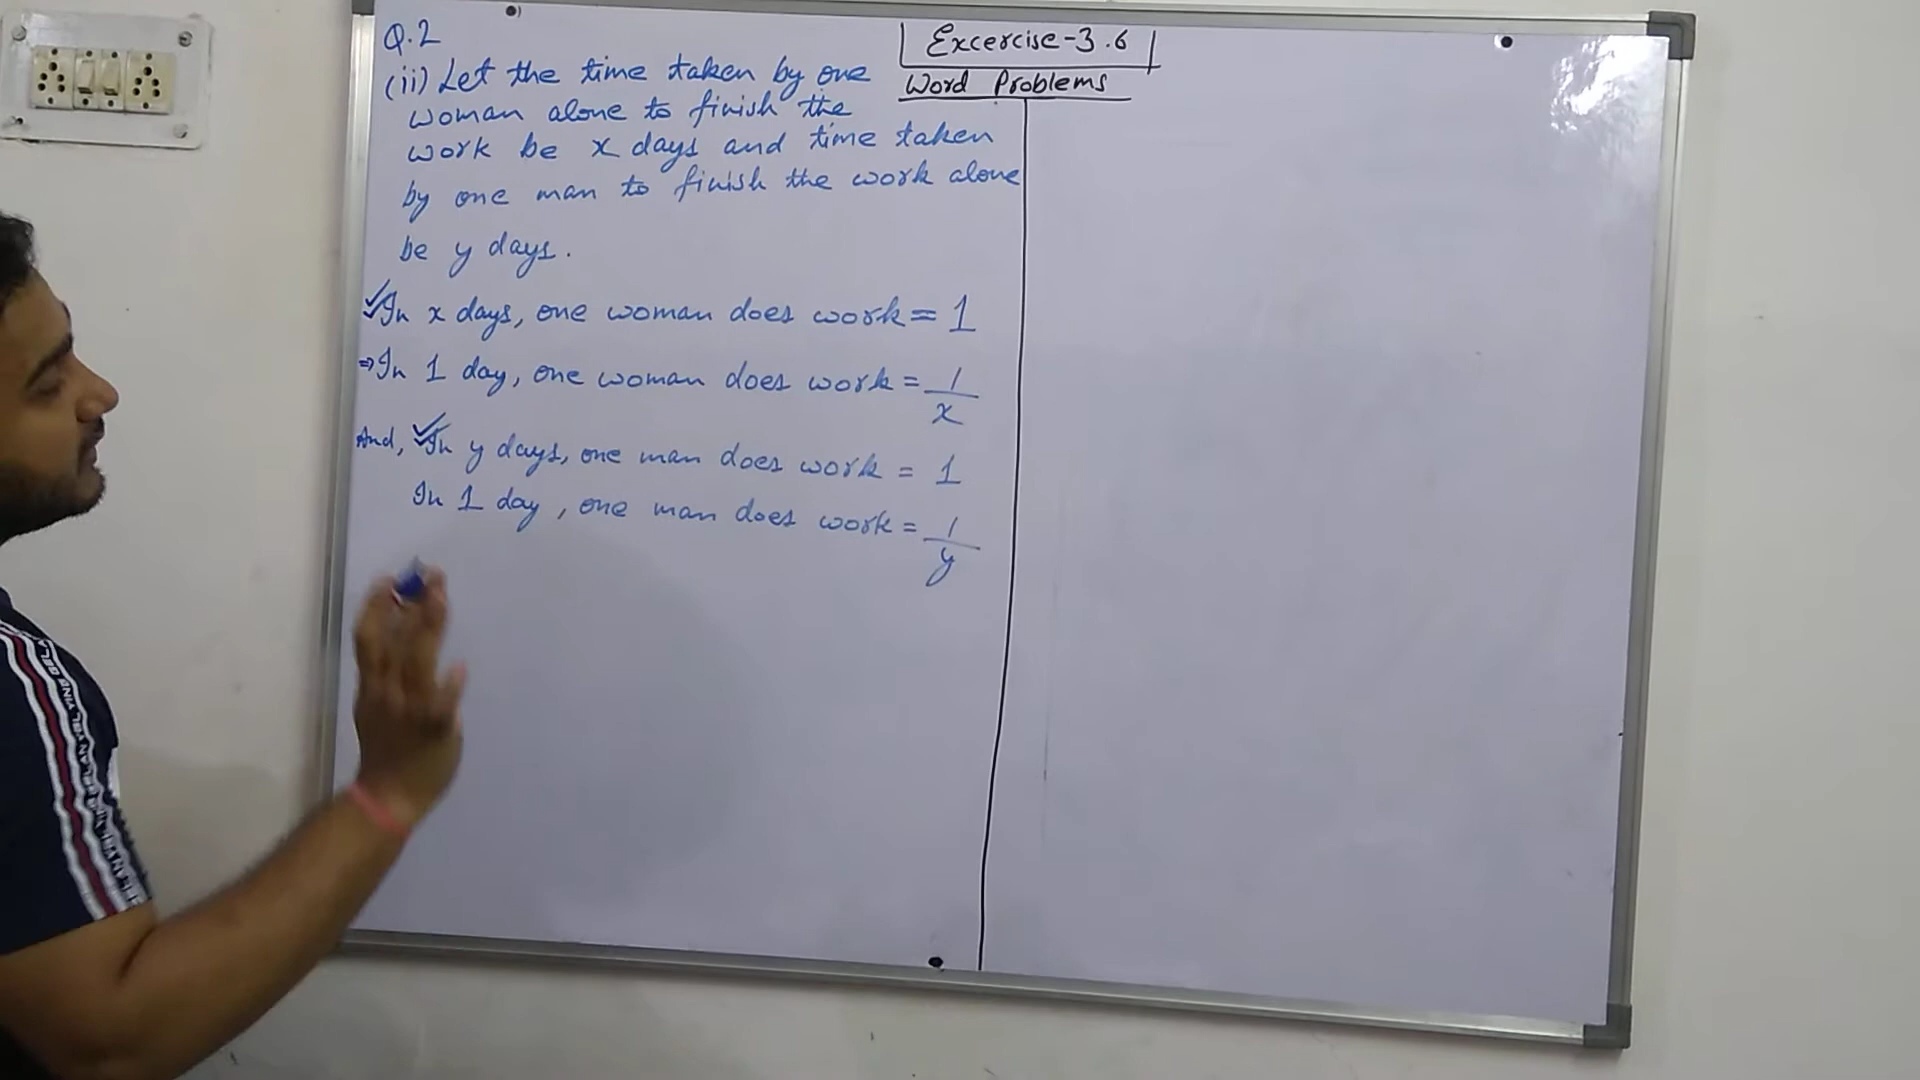 Q.2
Excercise-3.6
Word Problems
(ii) Let the time taken by one
woman alone to finish the
work be x days and time taken
by one man to finish the work alone
be y days.
✓In x days, one woman does work = 1
⇒In 1 day, one woman does work = 1/x
And, ✓In y days, one man does work = 1
In 1 day, one man does work = 1/y